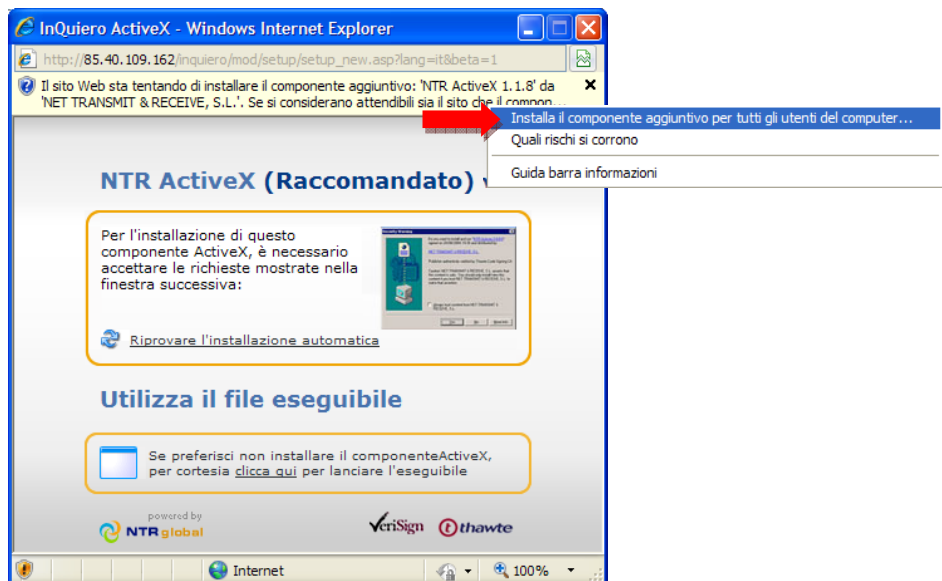 InQuiero ActiveX - Windows Internet Explorer
http://85.40.109.162/inquiero/mod/setup/setup_new.asp?lang=it&beta=1
Il sito Web sta tentando di installare il componente aggiuntivo: 'NTR ActiveX 1.1.8' da
'NET TRANSMIT & RECEIVE, S.L.'. Se si considerano attendibili sia il sito che il compon...
Installa il componente aggiuntivo per tutti gli utenti del computer...
Quali rischi si corrono
Guida barra informazioni
NTR ActiveX (Raccomandato)
Per l'installazione di questo
componente ActiveX, è necessario
accettare le richieste mostrate nella
finestra successiva:
Riprovare l'installazione automatica
Utilizza il file eseguibile
Se preferisci non installare il componenteActiveX,
per cortesia clicca qui per lanciare l'eseguibile
powered by
NTRglobal
VeriSign
thawte
Internet
100%